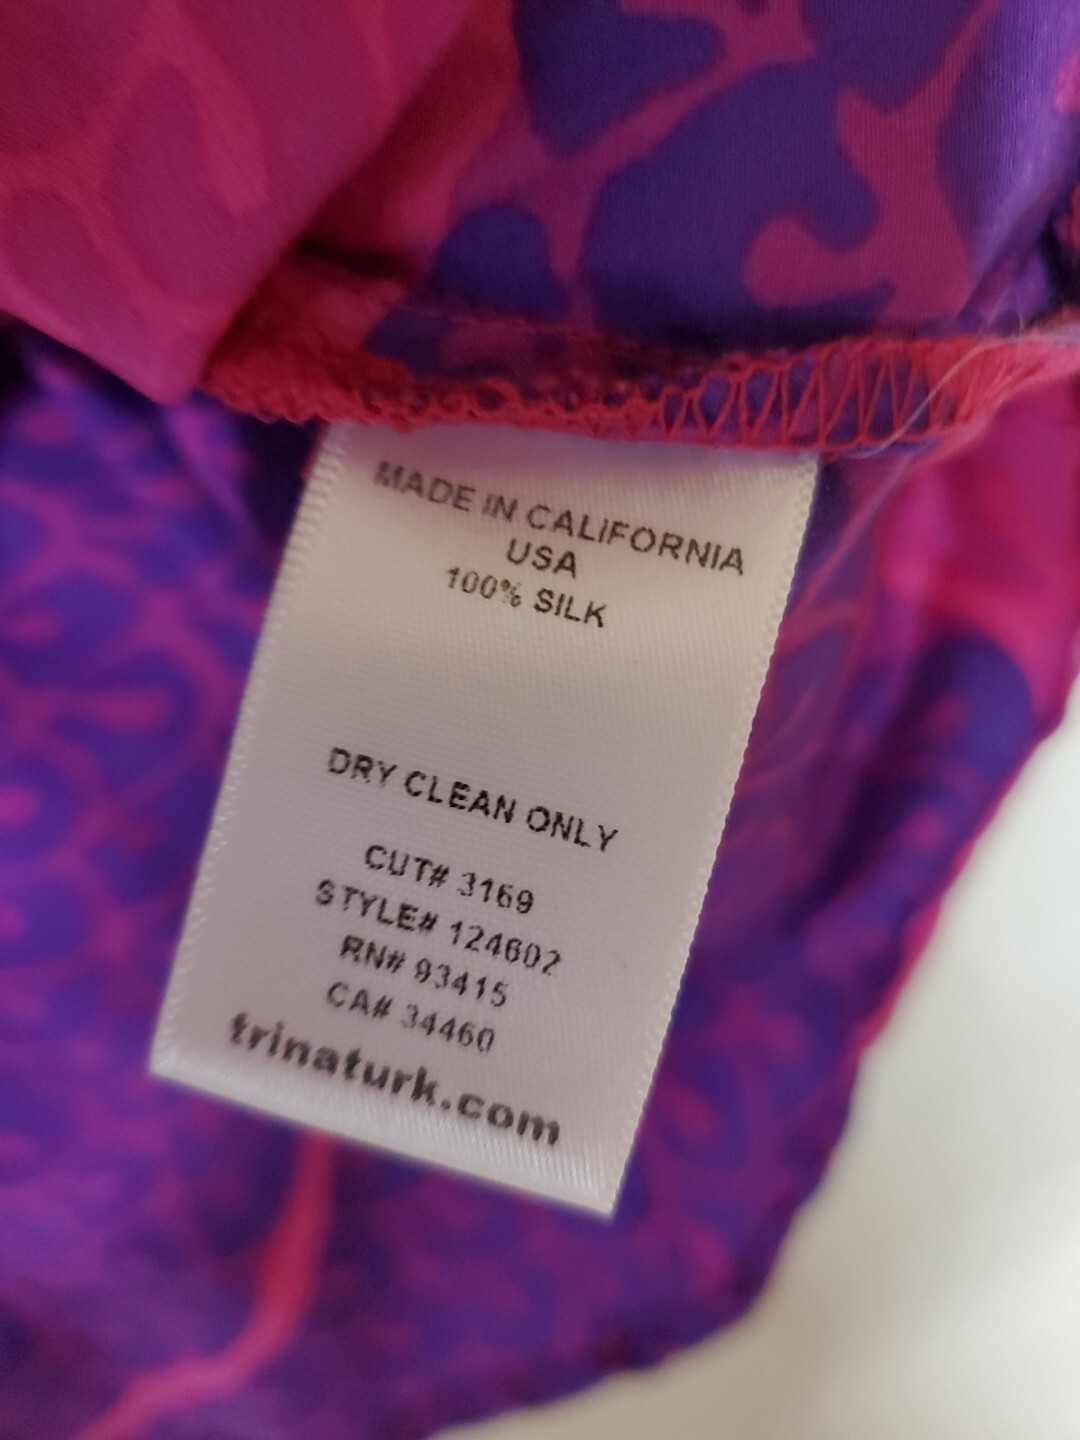 MADE IN CALIFORNIA
USA
100% SILK
DRY CLEAN ONLY
CUT# 3169
STYLE# 124602
RN# 93415
CA# 34460
trinaturk.com